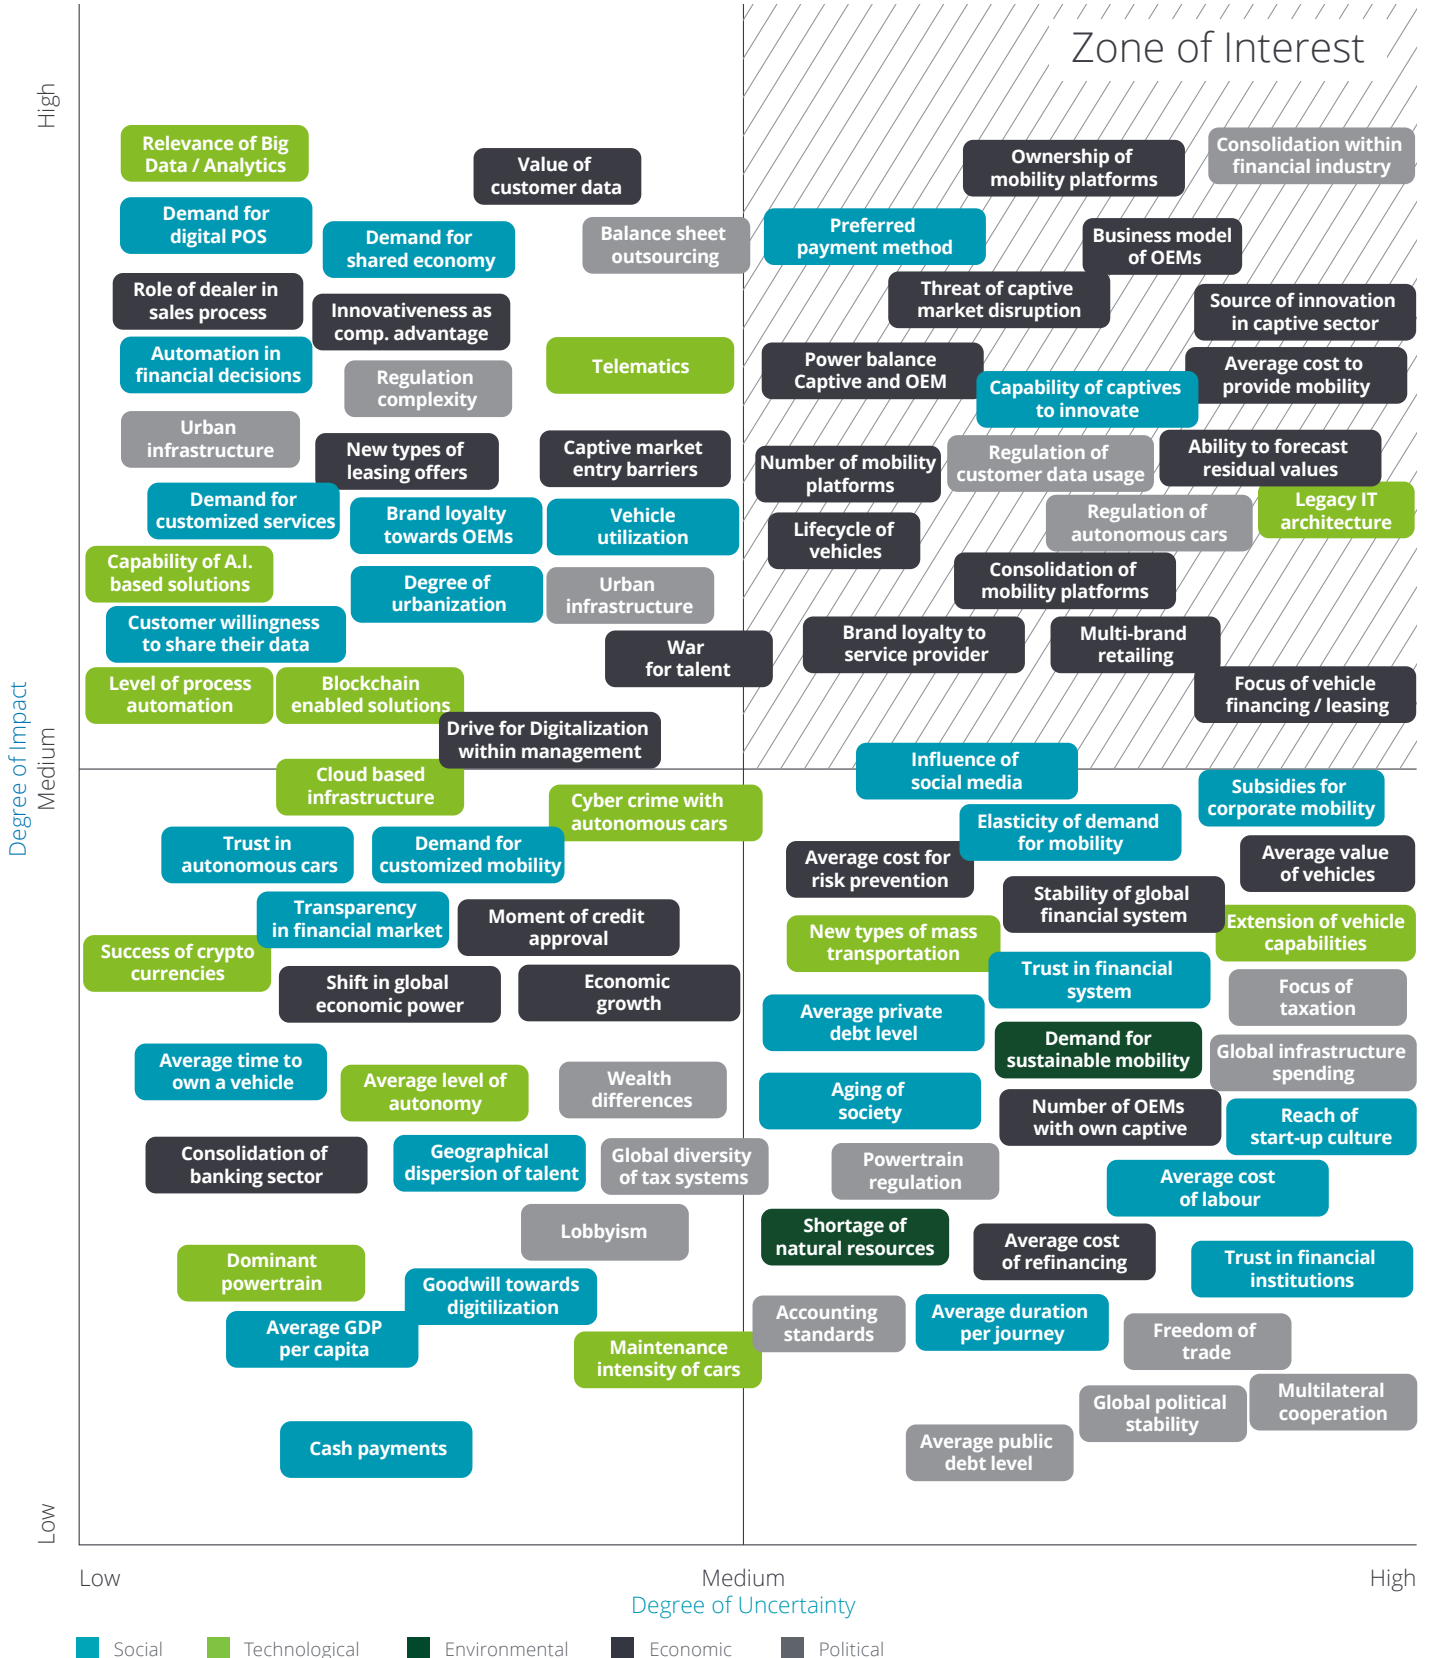 Zone of Interest
High
Relevance of Big
Data / Analytics
Value of
customer data
Ownership of
mobility platforms
Consolidation within
financial industry
Demand for
digital POS
Demand for
shared economy
Balance sheet
outsourcing
Preferred
payment method
Business model
of OEMs
Role of dealer in
sales process
Innovativeness as
comp. advantage
Threat of captive
market disruption
Source of innovation
in captive sector
Automation in
financial decisions
Regulation
complexity
Telematics
Power balance
Captive and OEM
Capability of captives
to innovate
Average cost to
provide mobility
Urban
infrastructure
New types of
leasing offers
Captive market
entry barriers
Number of mobility
platforms
Regulation of
customer data usage
Ability to forecast
residual values
Demand for
customized services
Brand loyalty
towards OEMs
Vehicle
utilization
Lifecycle of
vehicles
Regulation of
autonomous cars
Legacy IT
architecture
Capability of A.I.
based solutions
Degree of
urbanization
Urban
infrastructure
Consolidation of
mobility platforms
Customer willingness
to share their data
War
for talent
Brand loyalty to
service provider
Multi-brand
retailing
Level of process
automation
Blockchain
enabled solutions
Focus of vehicle
financing / leasing
Drive for Digitalization
within management
Degree of Impact
Medium
Cloud based
infrastructure
Cyber crime with
autonomous cars
Influence of
social media
Subsidies for
corporate mobility
Trust in
autonomous cars
Demand for
customized mobility
Elasticity of demand
for mobility
Average cost for
risk prevention
Average value
of vehicles
Transparency
in financial market
Moment of credit
approval
Stability of global
financial system
Success of crypto
currencies
New types of mass
transportation
Extension of vehicle
capabilities
Shift in global
economic power
Economic
growth
Trust in financial
system
Focus of
taxation
Average private
debt level
Demand for
sustainable mobility
Global infrastructure
spending
Average time to
own a vehicle
Average level of
autonomy
Wealth
differences
Aging of
society
Number of OEMs
with own captive
Reach of
start-up culture
Consolidation of
banking sector
Geographical
dispersion of talent
Global diversity
of tax systems
Powertrain
regulation
Average cost
of labour
Lobbyism
Shortage of
natural resources
Average cost
of refinancing
Trust in financial
institutions
Dominant
powertrain
Goodwill towards
digitilization
Average GDP
per capita
Maintenance
intensity of cars
Accounting
standards
Average duration
per journey
Freedom of
trade
Global political
stability
Multilateral
cooperation
Cash payments
Average public
debt level
Low
Low
Medium
High
Degree of Uncertainty
Social
Technological
Environmental
Economic
Political